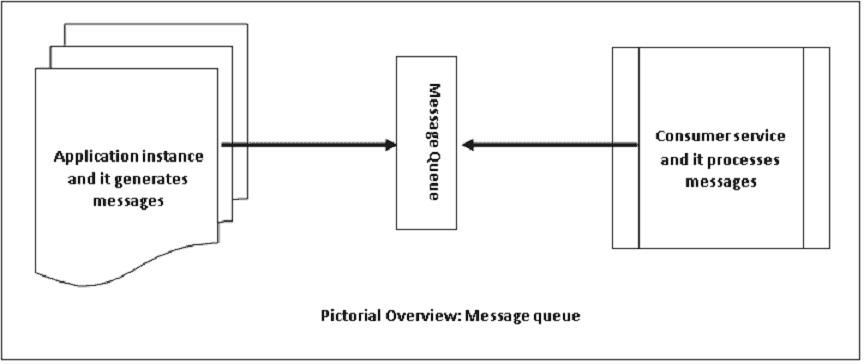 Application instance
and it generates
messages
Message Queue
Consumer service
and it processes
messages
Pictorial Overview: Message queue